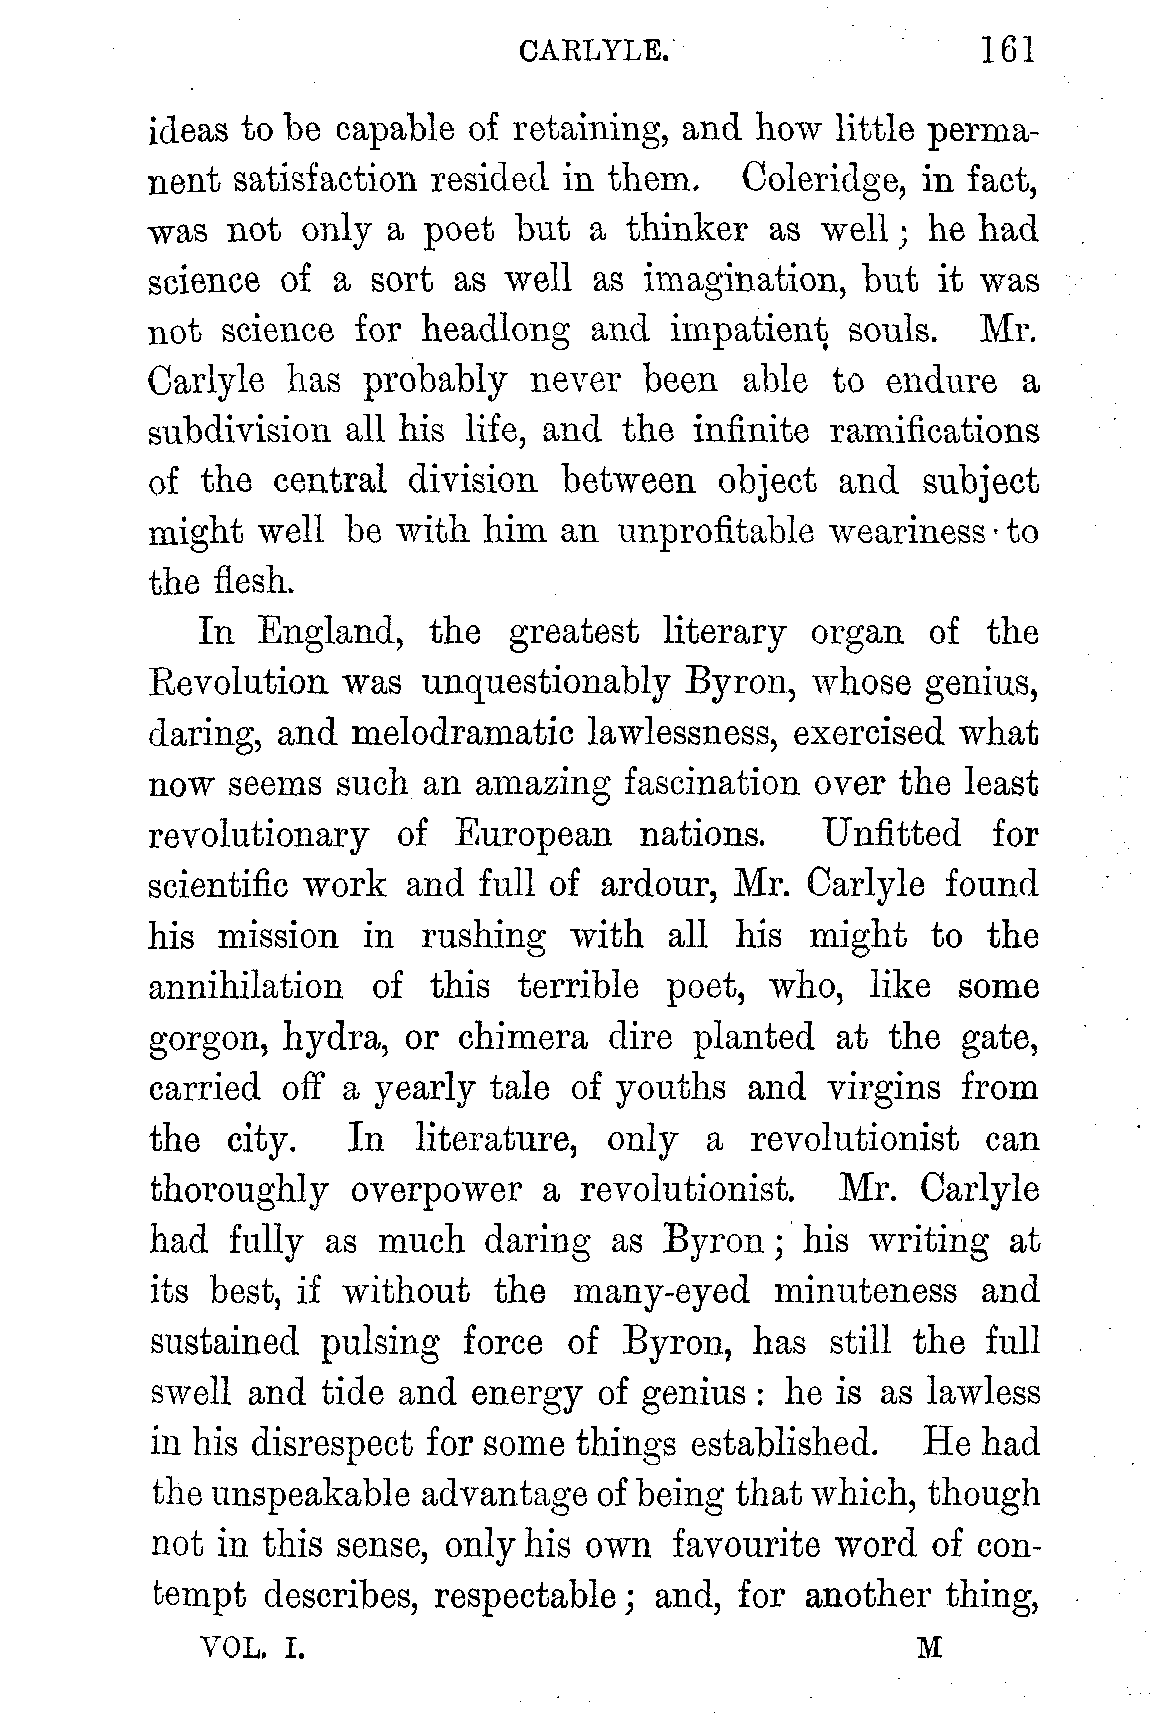 CARLYLE. 161
ideas to be capable of retaining, and how little perma-
nent satisfaction resided in them. Coleridge, in fact,
was not only a poet but a thinker as well; he had
science of a sort as well as imagination, but it was
not science for headlong and impatient souls. Mr.
Carlyle has probably never been able to endure a
subdivision all his life, and the infinite ramifications
of the central division between object and subject
might well be with him an unprofitable weariness to
the flesh.
In England, the greatest literary organ of the
Revolution was unquestionably Byron, whose genius,
daring, and melodramatic lawlessness, exercised what
now seems such an amazing fascination over the least
revolutionary of European nations. Unfitted for
scientific work and full of ardour, Mr. Carlyle found
his mission in rushing with all his might to the
annihilation of this terrible poet, who, like some
gorgon, hydra, or chimera dire planted at the gate,
carried off a yearly tale of youths and virgins from
the city. In literature, only a revolutionist can
thoroughly overpower a revolutionist. Mr. Carlyle
had fully as much daring as Byron; his writing at
its best, if without the many-eyed minuteness and
sustained pulsing force of Byron, has still the full
swell and tide and energy of genius: he is as lawless
in his disrespect for some things established. He had
the unspeakable advantage of being that which, though
not in this sense, only his own favourite word of con-
tempt describes, respectable; and, for another thing,
VOL. I. M